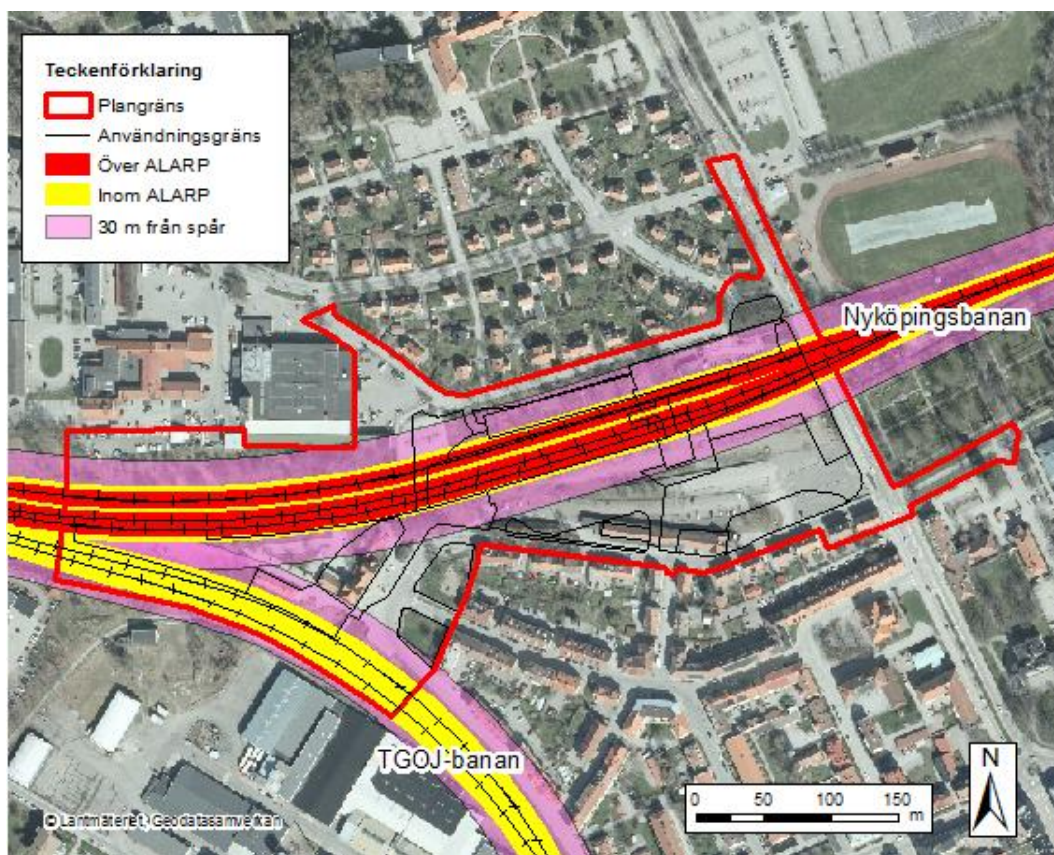 Teckenförklaring
Plangräns
Användningsgräns
Över ALARP
Inom ALARP
30 m från spår
Nyköpingsbanan
TGOJ-banan
N
0 50 100 150
m
© Lantmäteriet, Geodatasamverkan